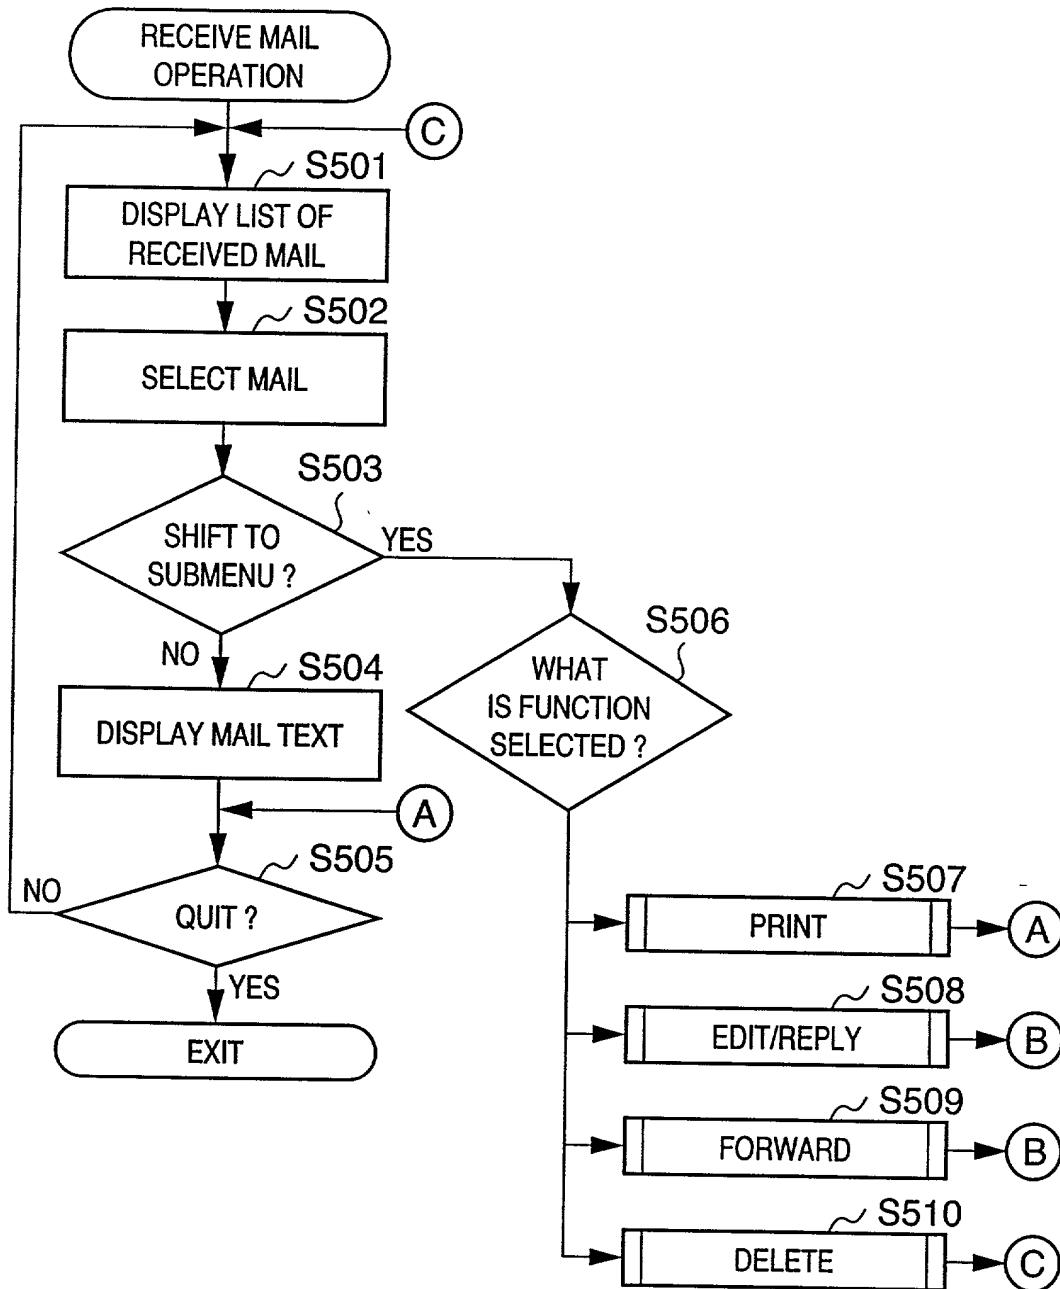 RECEIVE MAIL
OPERATION
C
S501
DISPLAY LIST OF
RECEIVED MAIL
S502
SELECT MAIL
S503
SHIFT TO
SUBMENU ?
YES
NO
S504
DISPLAY MAIL TEXT
A
S505
QUIT ?
NO
YES
EXIT
S506
WHAT
IS FUNCTION
SELECTED ?
S507
PRINT
A
S508
EDIT/REPLY
B
S509
FORWARD
B
S510
DELETE
C